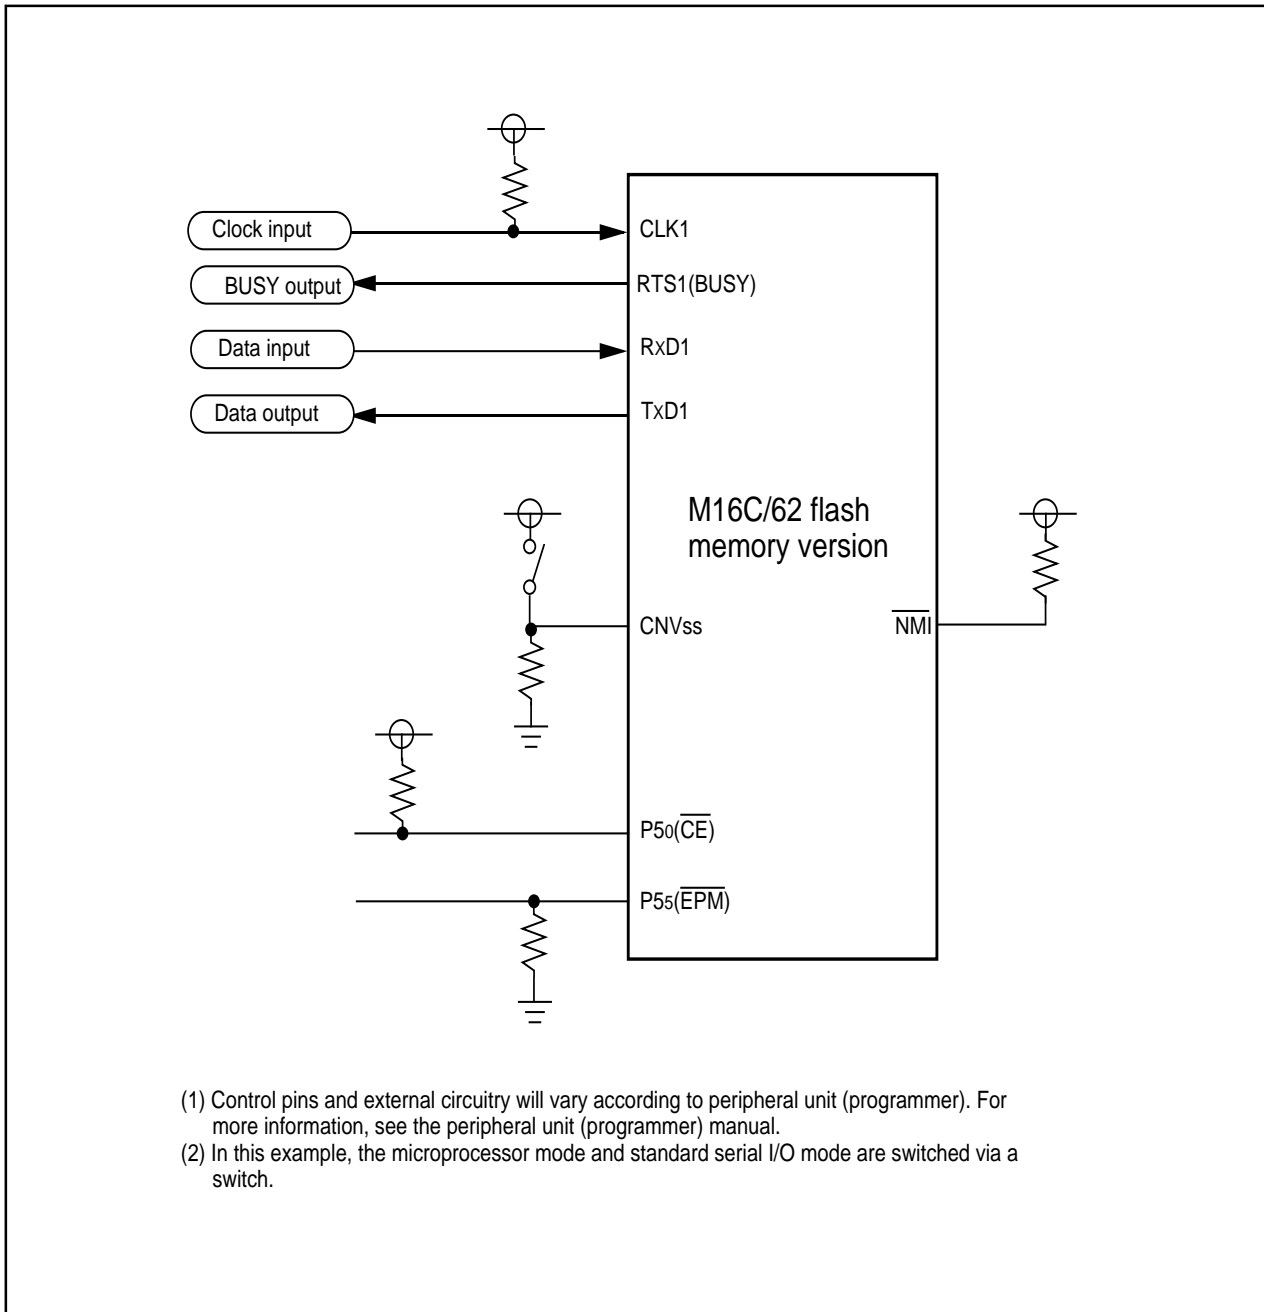 Clock input
CLK1
BUSY output
RTS1(BUSY)
Data input
RxD1
Data output
TxD1
M16C/62 flash
memory version
CNVss
NMI
P50(CE)
P55(EPM)
(1) Control pins and external circuitry will vary according to peripheral unit (programmer). For
more information, see the peripheral unit (programmer) manual.
(2) In this example, the microprocessor mode and standard serial I/O mode are switched via a
switch.